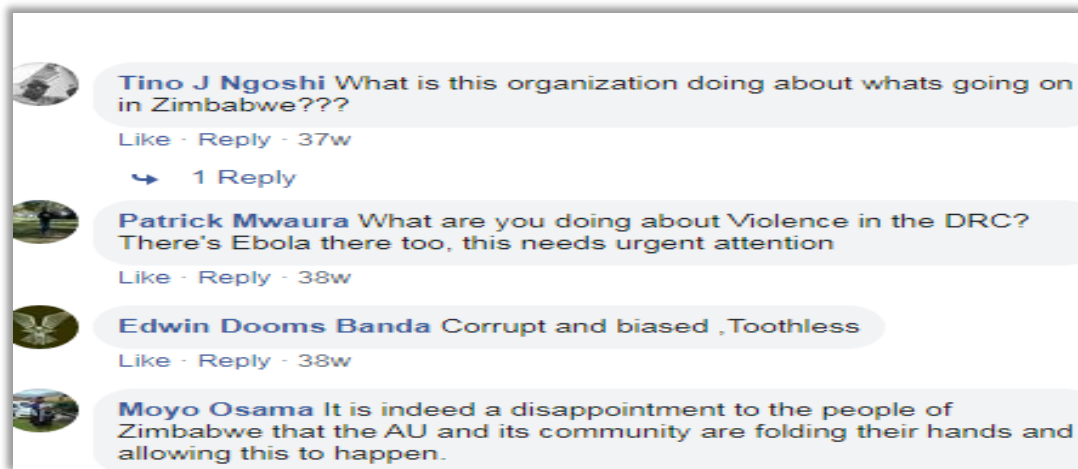 Tino J Ngoshi What is this organization doing about whats going on
in Zimbabwe???
Like · Reply · 37w
1 Reply
Patrick Mwaura What are you doing about Violence in the DRC?
There's Ebola there too, this needs urgent attention
Like · Reply · 38w
Edwin Dooms Banda Corrupt and biased ,Toothless
Like · Reply · 38w
Moyo Osama It is indeed a disappointment to the people of
Zimbabwe that the AU and its community are folding their hands and
allowing this to happen.